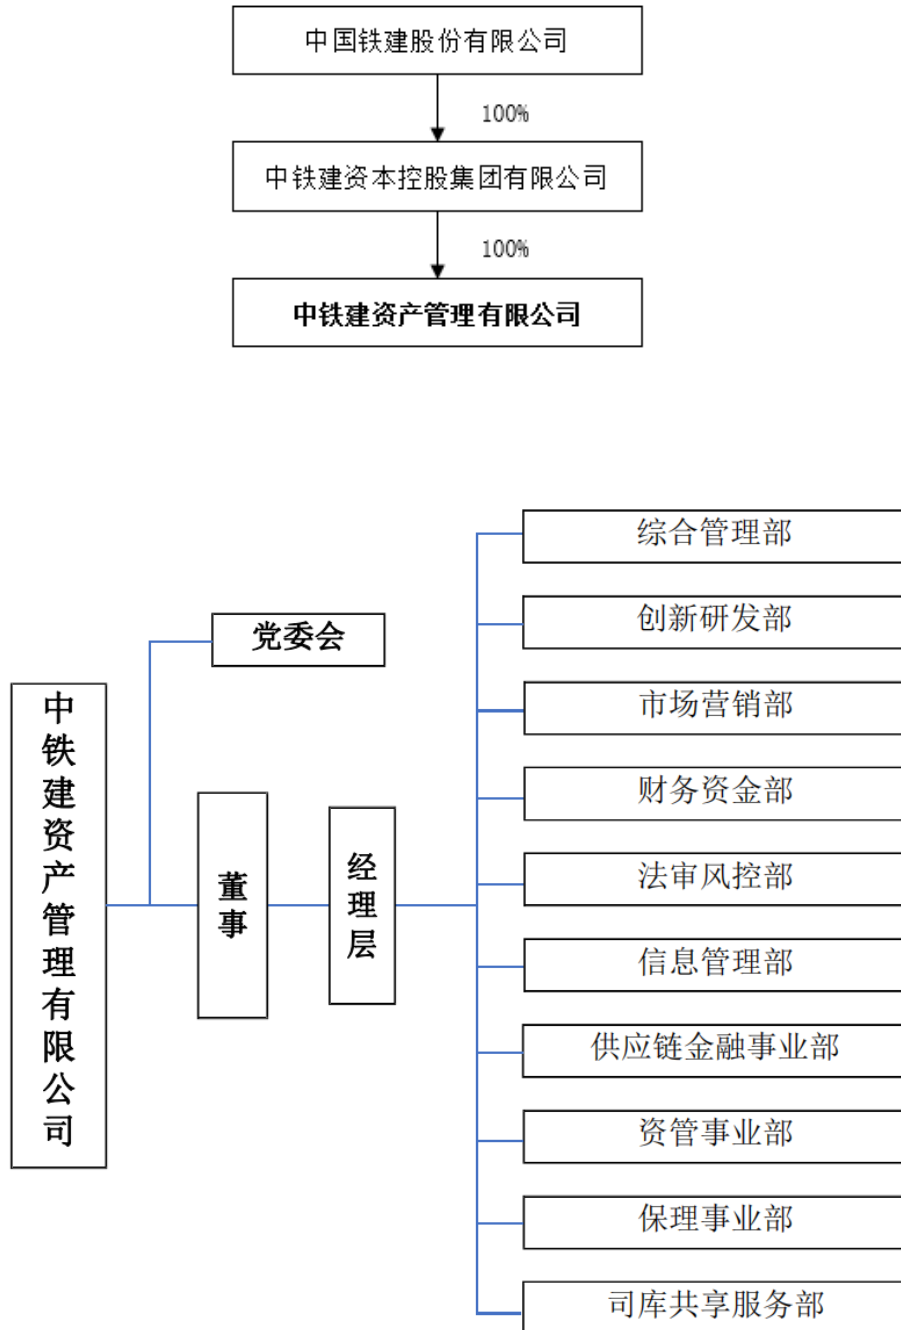 中国铁建股份有限公司
100%
中铁建资本控股集团有限公司
100%
中铁建资产管理有限公司
中铁建资产管理有限公司
党委会
董事
经理层
综合管理部
创新研发部
市场营销部
财务资金部
法审风控部
信息管理部
供应链金融事业部
资管事业部
保理事业部
司库共享服务部